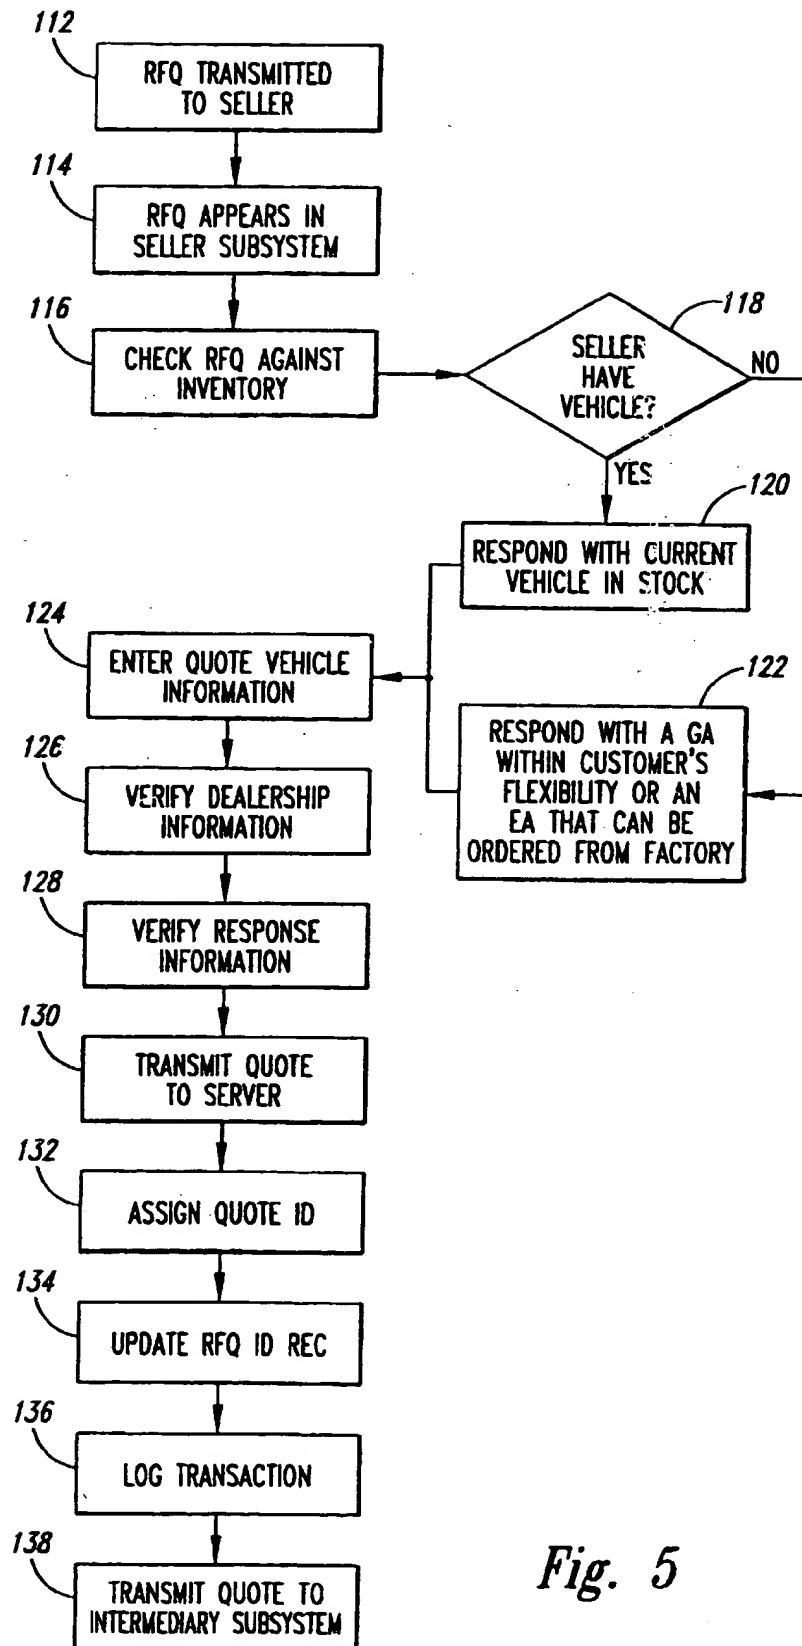 112
RFQ TRANSMITTED
TO SELLER
114
RFQ APPEARS IN
SELLER SUBSYSTEM
116
CHECK RFQ AGAINST
INVENTORY
118
SELLER
HAVE
VEHICLE?
NO
YES
120
RESPOND WITH CURRENT
VEHICLE IN STOCK
122
RESPOND WITH A GA
WITHIN CUSTOMER'S
FLEXIBILITY OR AN
EA THAT CAN BE
ORDERED FROM FACTORY
124
ENTER QUOTE VEHICLE
INFORMATION
126
VERIFY DEALERSHIP
INFORMATION
128
VERIFY RESPONSE
INFORMATION
130
TRANSMIT QUOTE
TO SERVER
132
ASSIGN QUOTE ID
134
UPDATE RFQ ID REC
136
LOG TRANSACTION
138
TRANSMIT QUOTE TO
INTERMEDIARY SUBSYSTEM
Fig. 5